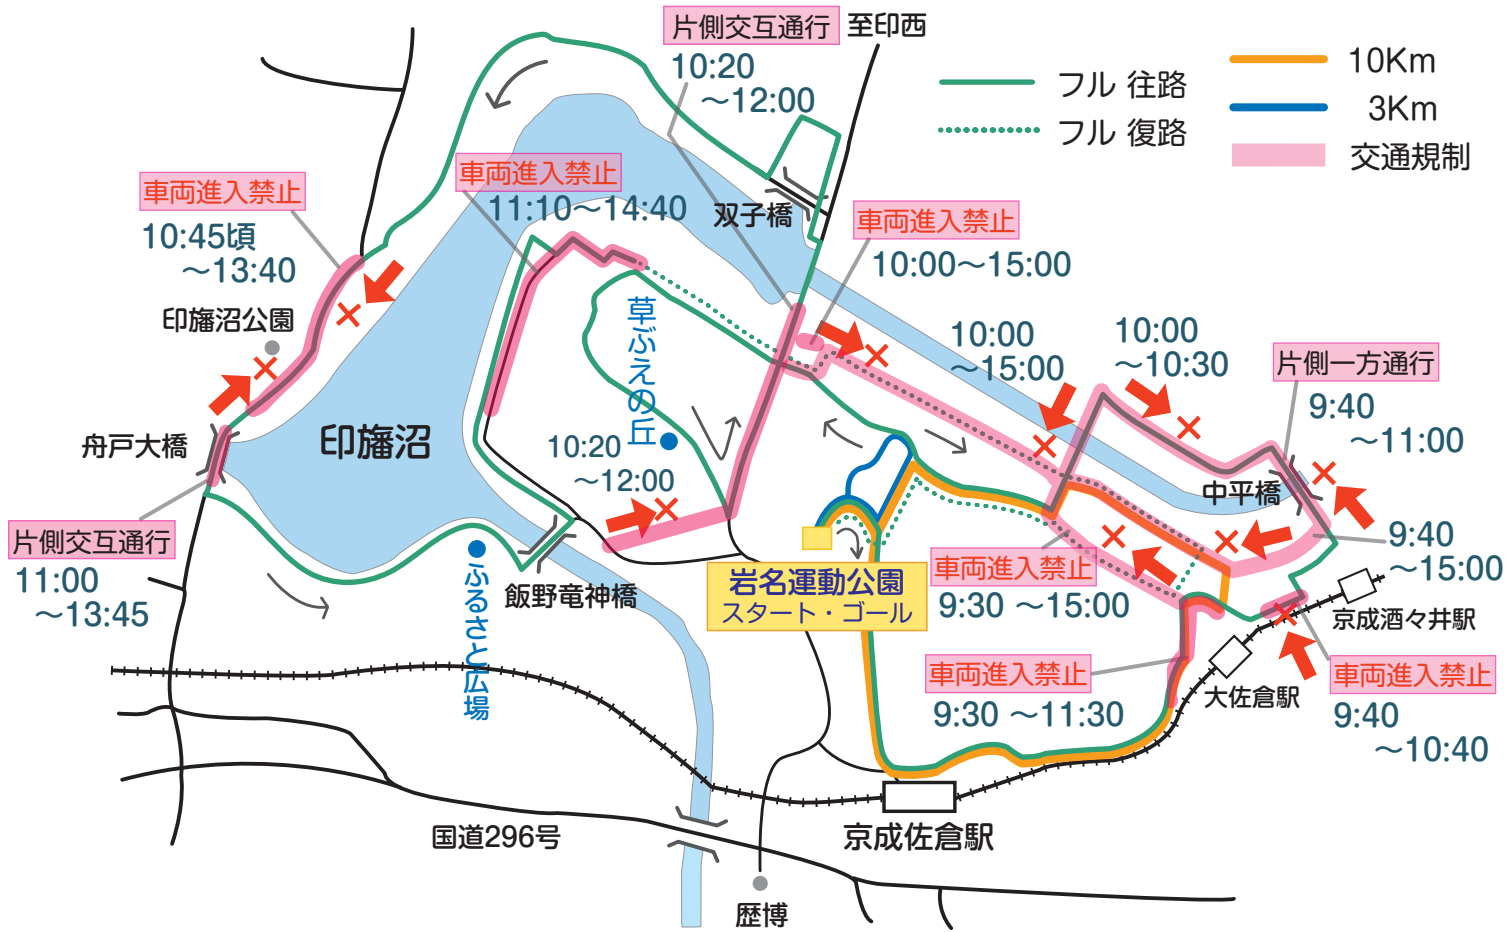 片側交互通行
至印西
10:20
～12:00
フル 往路
フル 復路
10Km
3Km
交通規制
車両進入禁止
10:45頃
～13:40
印旛沼公園
車両進入禁止
11:10～14:40
双子橋
車両進入禁止
10:00～15:00
草ぶえの丘
10:00
～15:00
10:00
～10:30
片側一方通行
9:40
～11:00
舟戸大橋
印旛沼
10:20
～12:00
中平橋
片側交互通行
11:00
～13:45
ふるさと広場
飯野竜神橋
岩名運動公園
スタート・ゴール
車両進入禁止
9:30 ～15:00
9:40
～15:00
京成酒々井駅
車両進入禁止
9:30 ～11:30
大佐倉駅
車両進入禁止
9:40
～10:40
国道296号
京成佐倉駅
歴博